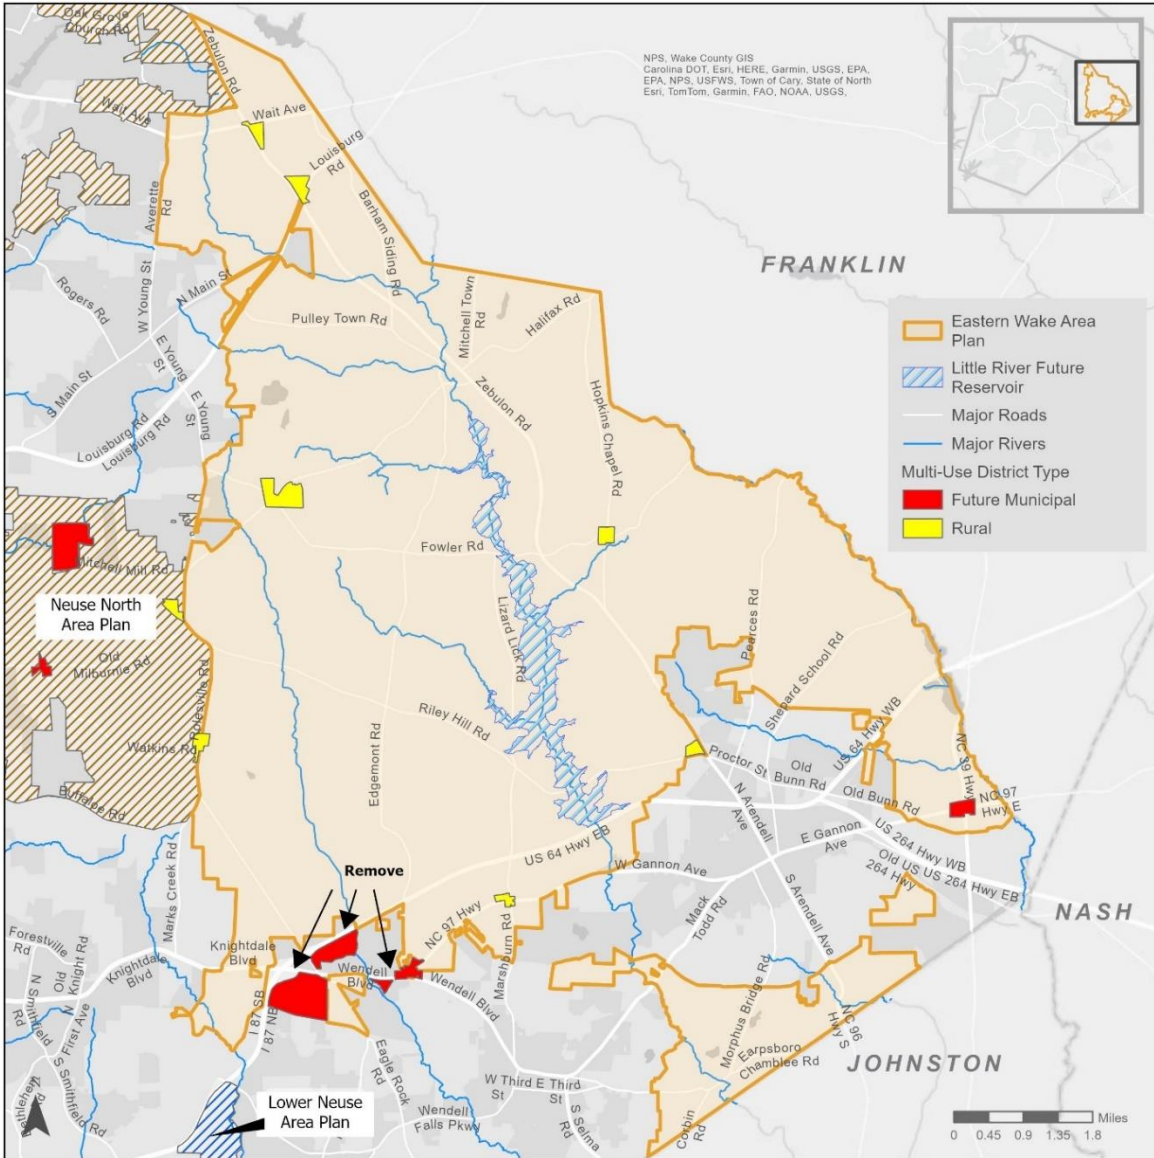 Oak Grove
Church Rd
Zebulon Rd
Wait Ave
Wait Ave
Louisburg
Rd
NPS, Wake County GIS
Carolina DOT, Esri, HERE, Garmin, USGS, EPA,
EPA, NPS, USFWS, Town of Cary, State of North
Esri, TomTom, Garmin, FAO, NOAA, USGS,
Averette
Rd
Barham Siding Rd
FRANKLIN
Rogers Rd
W Young St
N Main St
Pulley Town Rd
Mitchell Town
Rd
Halifax Rd
Eastern Wake Area
Plan
Little River Future
Reservoir
Major Roads
Major Rivers
Multi-Use District Type
Future Municipal
Rural
S Main St
E Young
St
E Young
St
Louisburg Rd
Louisburg Rd
Zebulon Rd
Hopkins Chapel Rd
Mitchell Mill Rd
Fowler Rd
Neuse North
Area Plan
Old
Milburnie Rd
Lizard Lick Rd
Pearces Rd
Shepard School Rd
Rolesville Rd
Watkins Rd
Riley Hill Rd
Edgemont Rd
US 64 Hwy WB
NC 39 Hwy
Buffaloe Rd
Proctor St
Old
Bunn Rd
Old Bunn Rd
NC 97
Hwy E
N Arendell
Ave
US 64 Hwy EB
E Gannon
Ave
US 264 Hwy WB
Old US
264 Hwy
US 264 Hwy EB
Marks Creek Rd
Remove
W Gannon Ave
Mack
Todd Rd
S Arendell Ave
NASH
NC 97 Hwy
Marshburn Rd
Forestville
Rd
Old
Knight Rd
Knightdale
Blvd
Knightdale
Blvd
Wendell
Blvd
Wendell Blvd
N Smithfield
Rd
N First Ave
I 87 SB
I 87 NB
Morphus Bridge Rd
NC 96
Hwy S
S Smithfield Rd
Eagle Rock
Rd
Earpsboro
Chamblee Rd
JOHNSTON
Bethlehem
Rd
Lower Neuse
Area Plan
W Third
St
E Third
St
Wendell
Falls Pkwy
S Selma
Rd
Corbin
Rd
Miles
0 0.45 0.9 1.35 1.8